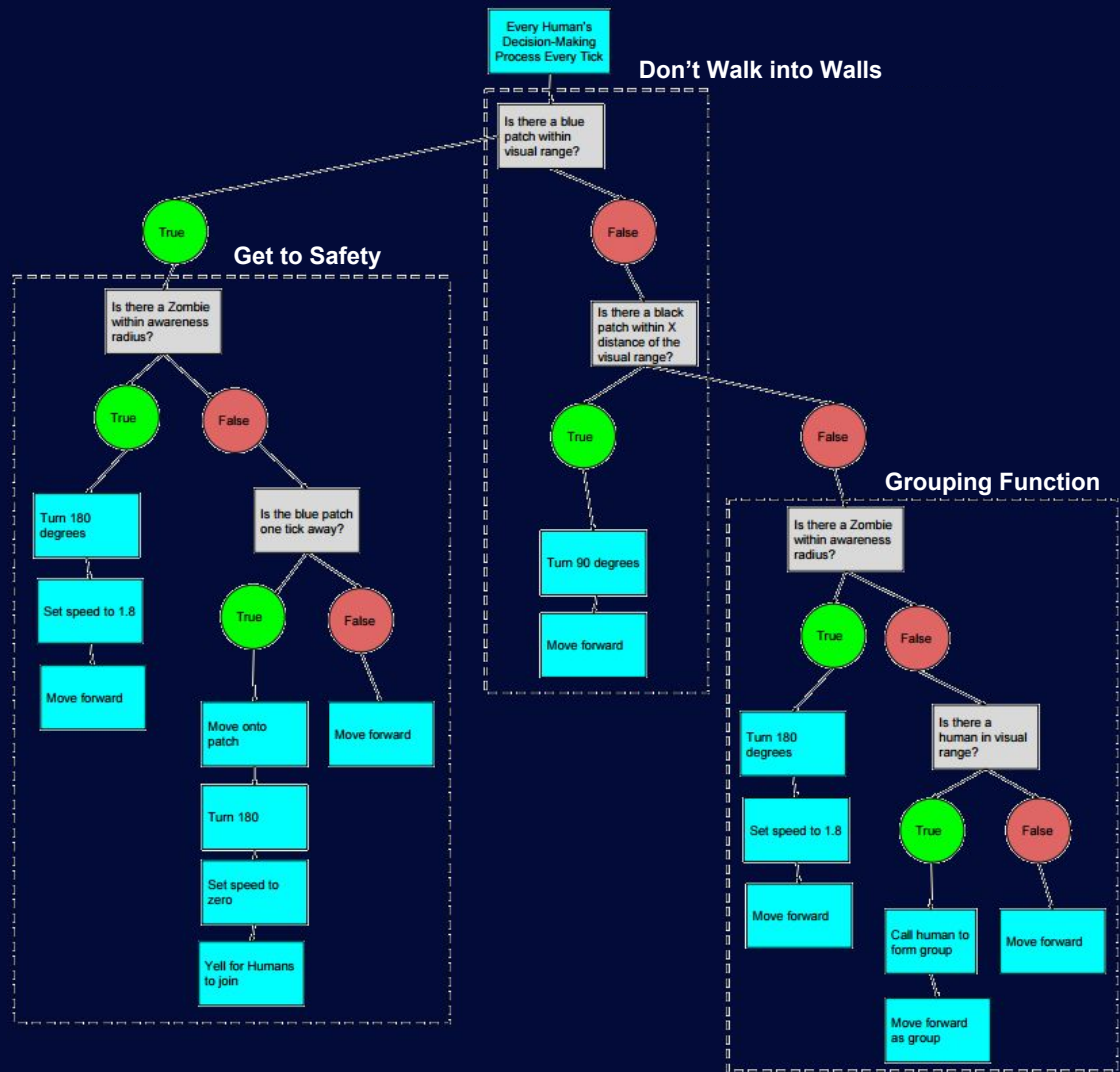 Every Human's
Decision-Making
Process Every Tick
Don't Walk into Walls
Is there a blue
patch within
visual range?
True
False
Get to Safety
Is there a Zombie
within awareness
radius?
Is there a black
patch within X
distance of the
visual range?
True
False
True
False
Grouping Function
Is the blue patch
one tick away?
Turn 180
degrees
Is there a Zombie
within awareness
radius?
Turn 90 degrees
Set speed to 1.8
True
False
True
False
Move forward
Move forward
Move onto
patch
Move forward
Turn 180
degrees
Is there a
human in visual
range?
Turn 180
Set speed to 1.8
True
False
Set speed to
zero
Move forward
Call human to
form group
Move forward
Yell for Humans
to join
Move forward
as group